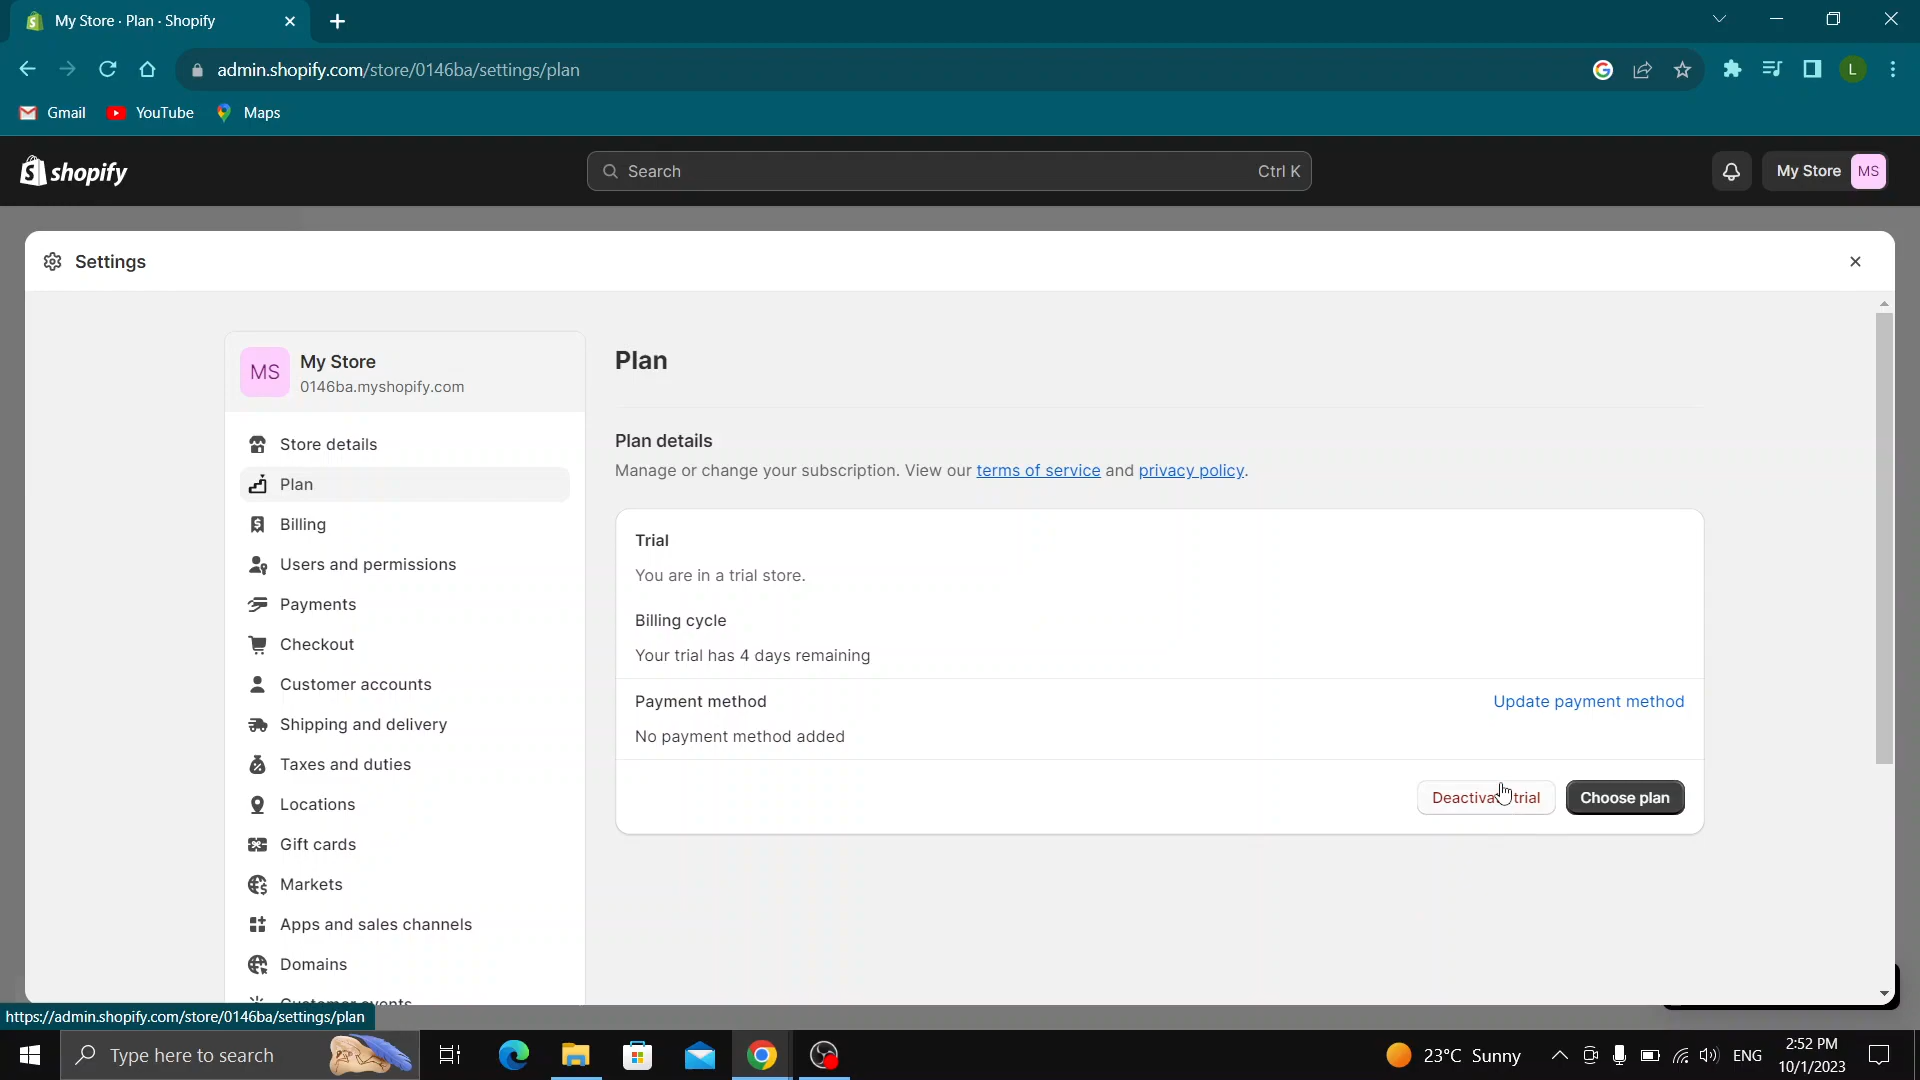 My Store · Plan · Shopify
admin.shopify.com/store/0146ba/settings/plan
L
Gmail
YouTube
Maps
shopify
Search
Ctrl K
My Store
MS
Settings
MS
My Store
0146ba.myshopify.com
Store details
Plan
Billing
Users and permissions
Payments
Checkout
Customer accounts
Shipping and delivery
Taxes and duties
Locations
Gift cards
Markets
Apps and sales channels
Domains
Customer events
Plan
Plan details
Manage or change your subscription. View our terms of service and privacy policy.
Trial
You are in a trial store.
Billing cycle
Your trial has 4 days remaining
Payment method
Update payment method
No payment method added
Deactivate trial
Choose plan
https://admin.shopify.com/store/0146ba/settings/plan
Type here to search
23°C Sunny
ENG
2:52 PM
10/1/2023